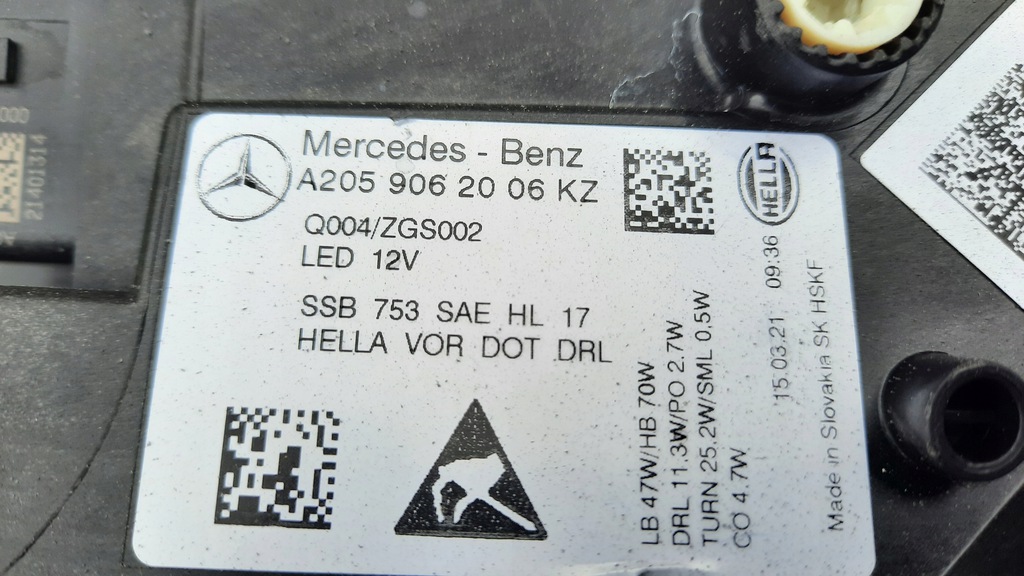 Mercedes - Benz
A205 906 20 06 KZ
Q004/ZGS002
LED 12V
SSB 753 SAE HL 17
HELLA VOR DOT DRL
HELLA
LB 47W/HB 70W
DRL 11.3W/PO 2.7W
TURN 25.2W/SML 0.5W
CO 4.7W
15.03.21 09:36
Made in Slovakia SK HSKF
21401314